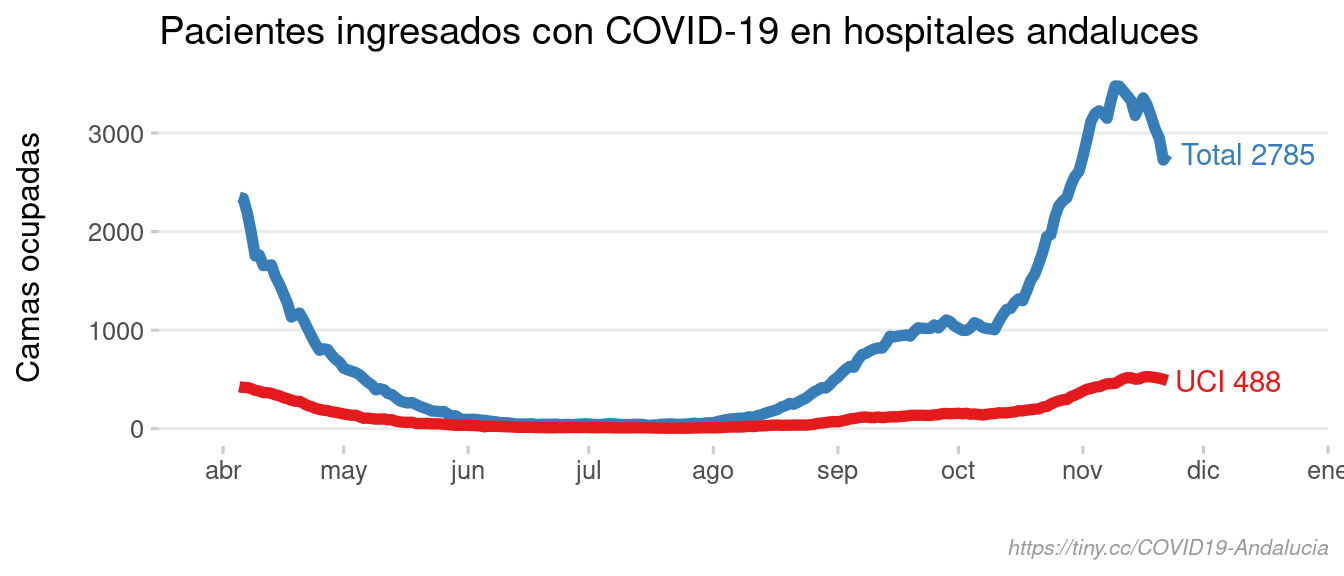 Pacientes ingresados con COVID-19 en hospitales andaluces
Camas ocupadas
3000
2000
1000
0
Total 2785
UCI 488
abr may jun jul ago sep oct nov dic ene
https://tiny.cc/COVID19-Andalucia